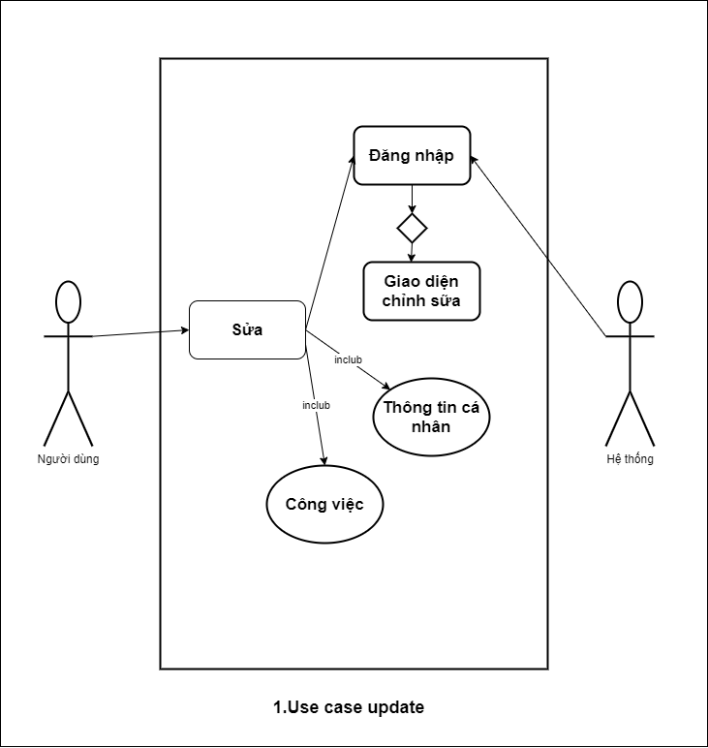 Đăng nhập
Giao diện
chỉnh sữa
Sửa
inclub
inclub
Thông tin cá
nhân
Người dùng
Hệ thống
Công việc
1.Use case update